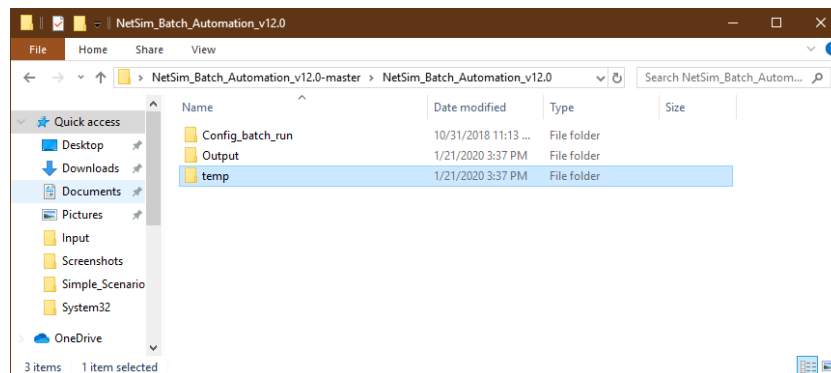 NetSim_Batch_Automation_v12.0
File Home Share View
NetSim_Batch_Automation_v12.0-master > NetSim_Batch_Automation_v12.0
Search NetSim_Batch_Autom...
Name Date modified Type Size
Quick access
Desktop
Downloads
Documents
Pictures
Input
Screenshots
Simple_Scenario
System32
OneDrive
Config_batch_run 10/31/2018 11:13 ... File folder
Output 1/21/2020 3:37 PM File folder
temp 1/21/2020 3:37 PM File folder
3 items 1 item selected